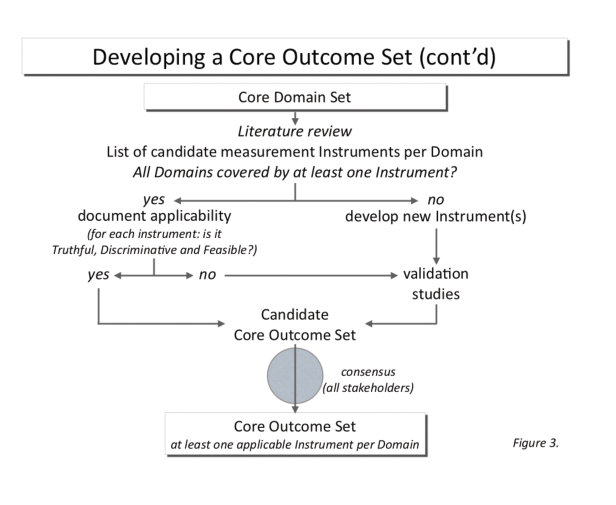 Developing a Core Outcome Set (cont'd)
Core Domain Set
Literature review
List of candidate measurement Instruments per Domain
All Domains covered by at least one Instrument?
yes
no
document applicability
develop new Instrument(s)
(for each instrument: is it
Truthful, Discriminative and Feasible?)
yes
no
validation
studies
Candidate
Core Outcome Set
consensus
(all stakeholders)
Core Outcome Set
at least one applicable Instrument per Domain
Figure 3.